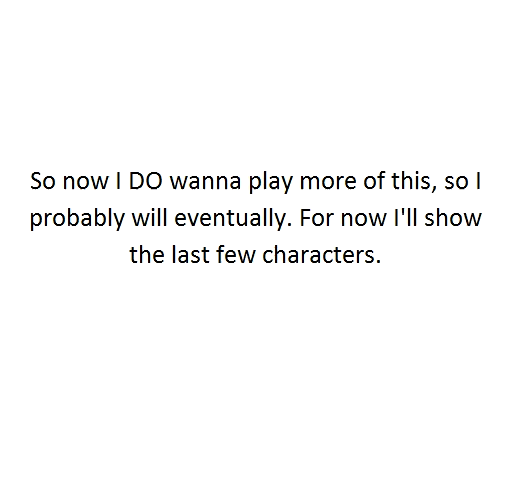 So now I DO wanna play more of this, so I
probably will eventually. For now I'll show
the last few characters.